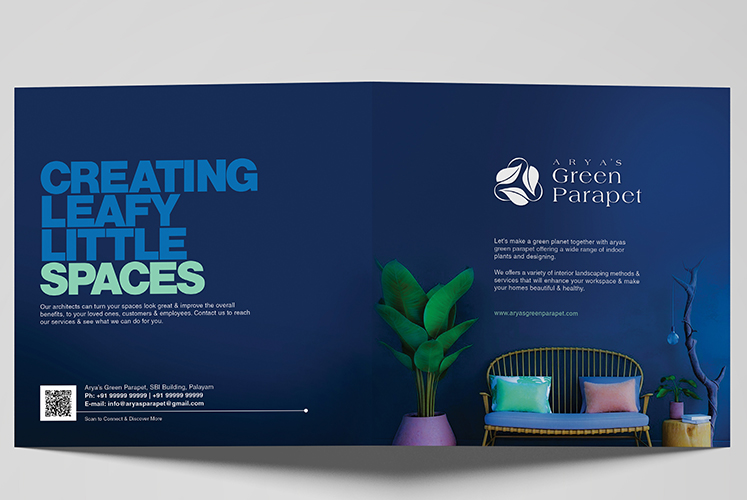 CREATING
LEAFY
LITTLE
SPACES
Our architects can turn your spaces look great & improve the overall
benefits, to your loved ones, customers & employees. Contact us to reach
our services & see what we can do for you.
Arya's Green Parapet, SBI Building, Palayam
Ph: +91 99999 99999 | +91 99999 99999
E-mail: info@aryasparapet@gmail.com
Scan to Connect & Discover More
ARYA'S
Green
Parapet
Let's make a green planet together with aryas
green parapet offering a wide range of indoor
plants and designing.
We offers a variety of interior landscaping methods &
services that will enhance your workspace & make
your homes beautiful & healthy.
www.aryasgreenparapet.com